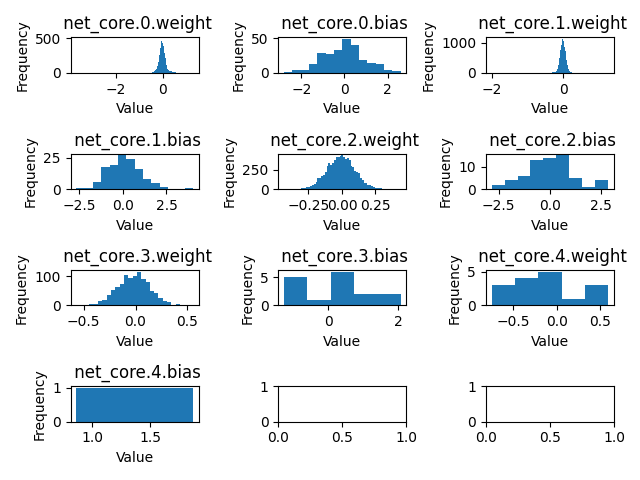 net_core.0.weight
Frequency
500
0
−2
0
Value
net_core.0.bias
Frequency
50
0
−2
0
2
Value
net_core.1.weight
Frequency
1000
0
−2
0
Value
net_core.1.bias
Frequency
25
0
−2.5
0.0
2.5
Value
net_core.2.weight
Frequency
250
0
−0.25
0.00
0.25
Value
net_core.2.bias
Frequency
10
0
−2.5
0.0
2.5
Value
net_core.3.weight
Frequency
100
0
−0.5
0.0
0.5
Value
net_core.3.bias
Frequency
5
0
0
2
Value
net_core.4.weight
Frequency
5
0
−0.5
0.0
0.5
Value
net_core.4.bias
Frequency
1
0
1.0
1.5
Value
1
0
0.0
0.5
1.0
1
0
0.0
0.5
1.0